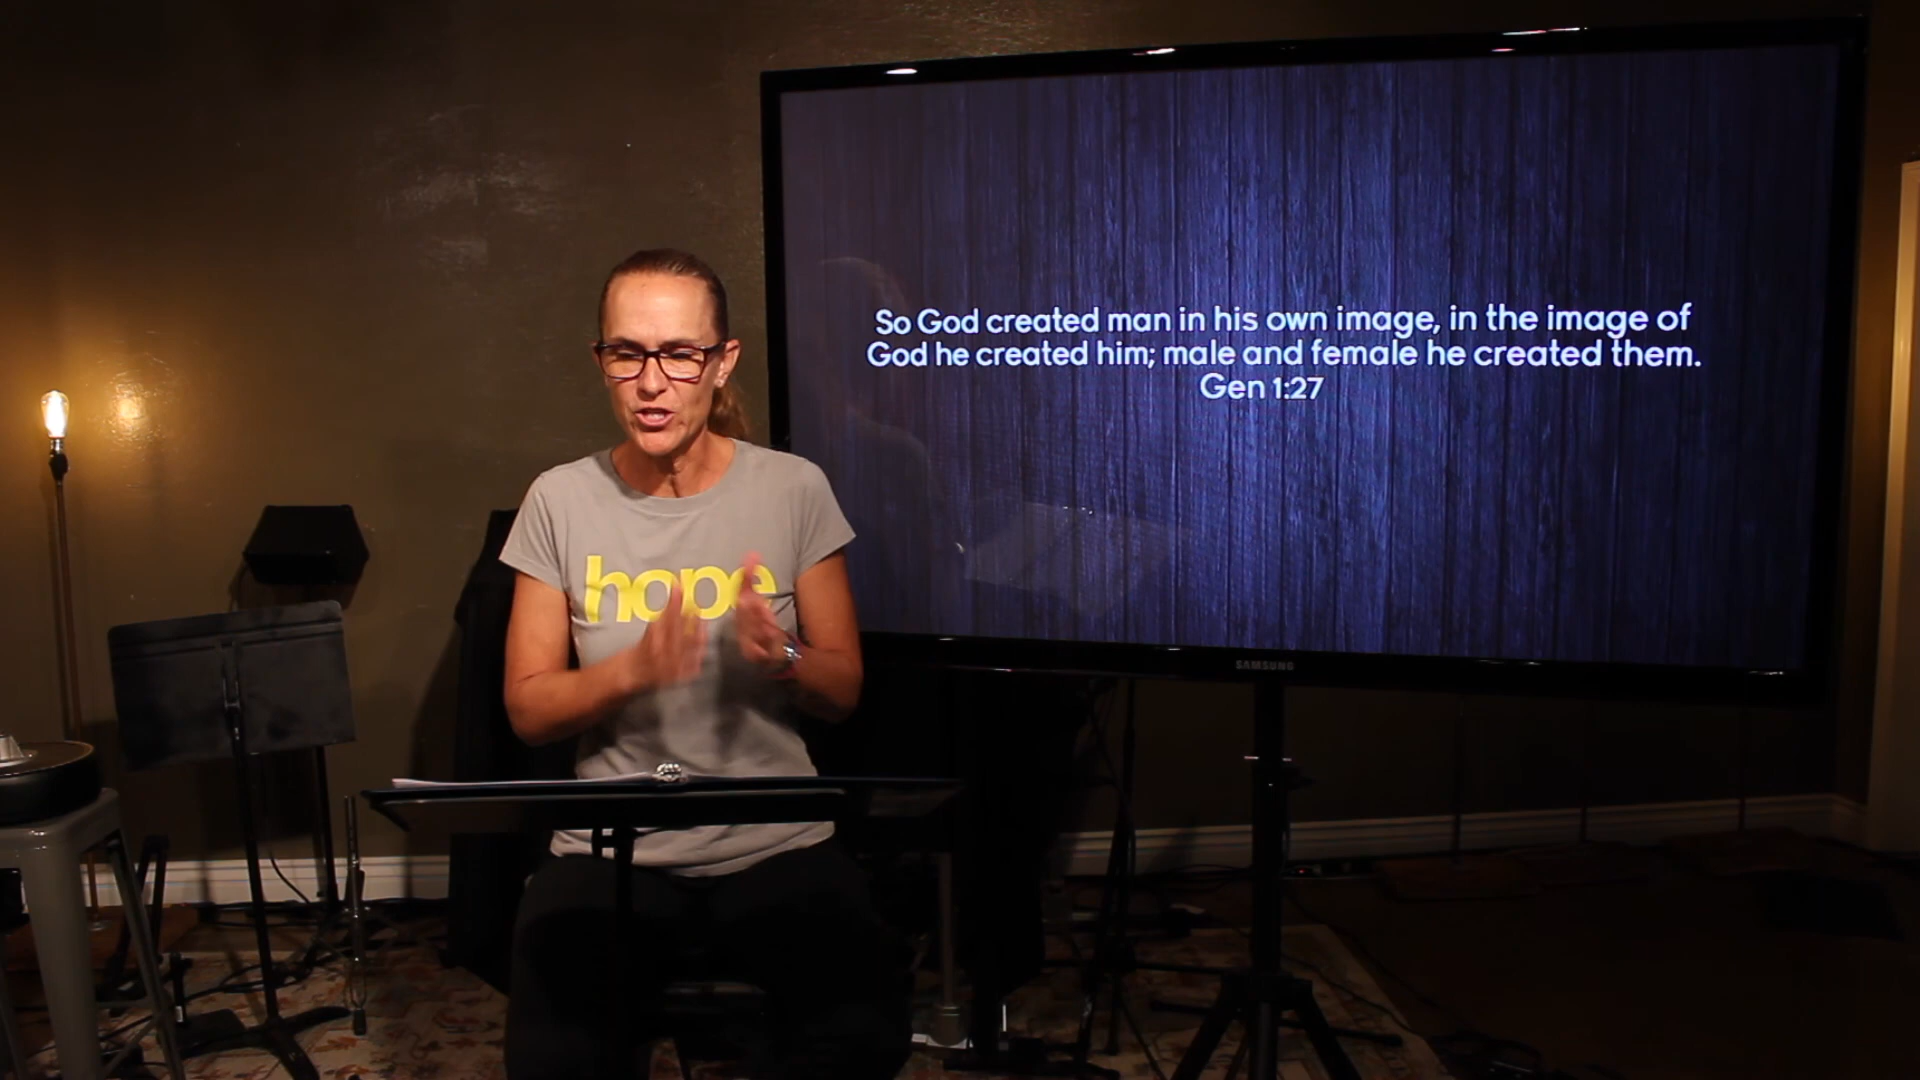 So God created man in his own image, in the image of
God he created him; male and female he created them.
Gen 1:27
hope
SAMSUNG